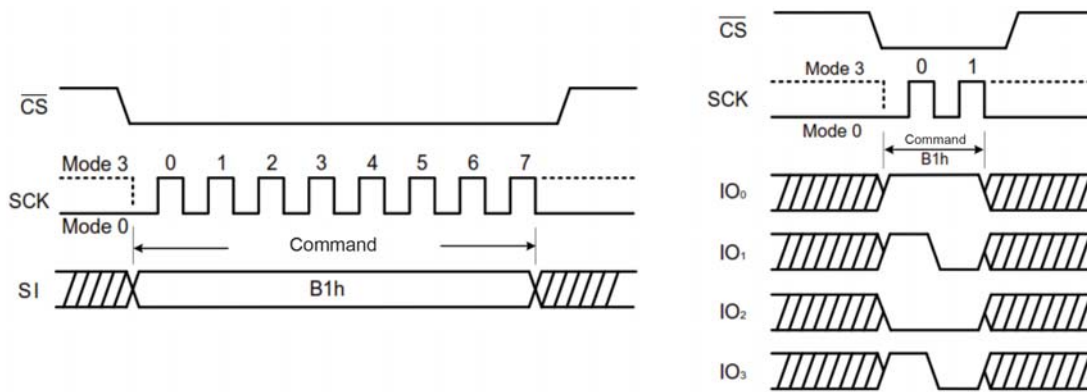 CS
Mode 3 0 1 2 3 4 5 6 7
SCK
Mode 0
Command
SI B1h
CS
Mode 3 0 1
SCK
Mode 0 Command
B1h
IO₀
IO₁
IO₂
IO₃